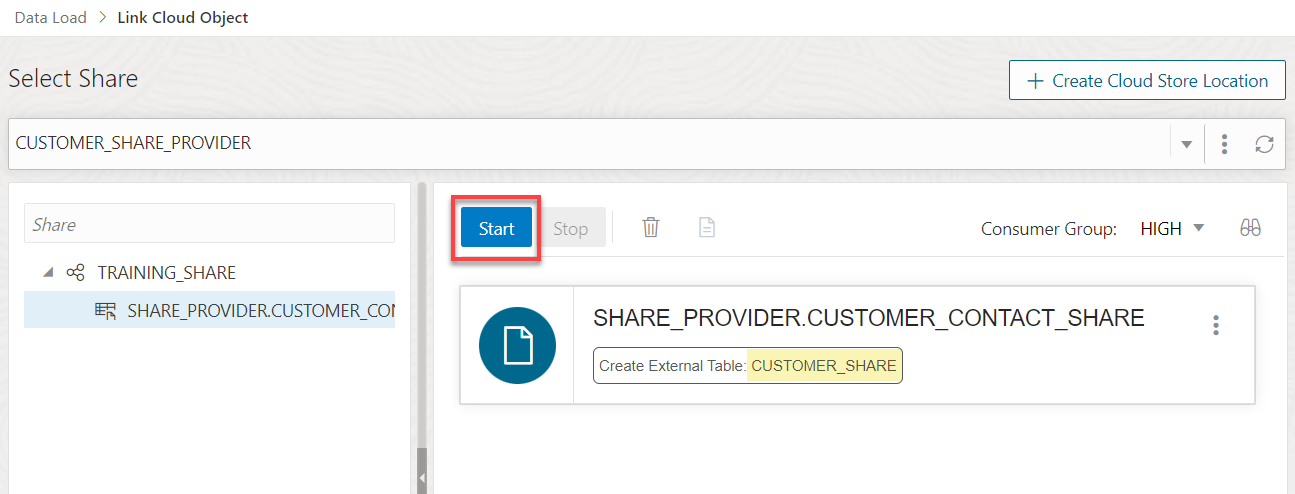 Data Load > Link Cloud Object
Select Share
+ Create Cloud Store Location
CUSTOMER_SHARE_PROVIDER
Share
TRAINING_SHARE
SHARE_PROVIDER.CUSTOMER_CON
Start Stop Consumer Group: HIGH
SHARE_PROVIDER.CUSTOMER_CONTACT_SHARE
Create External Table: CUSTOMER_SHARE